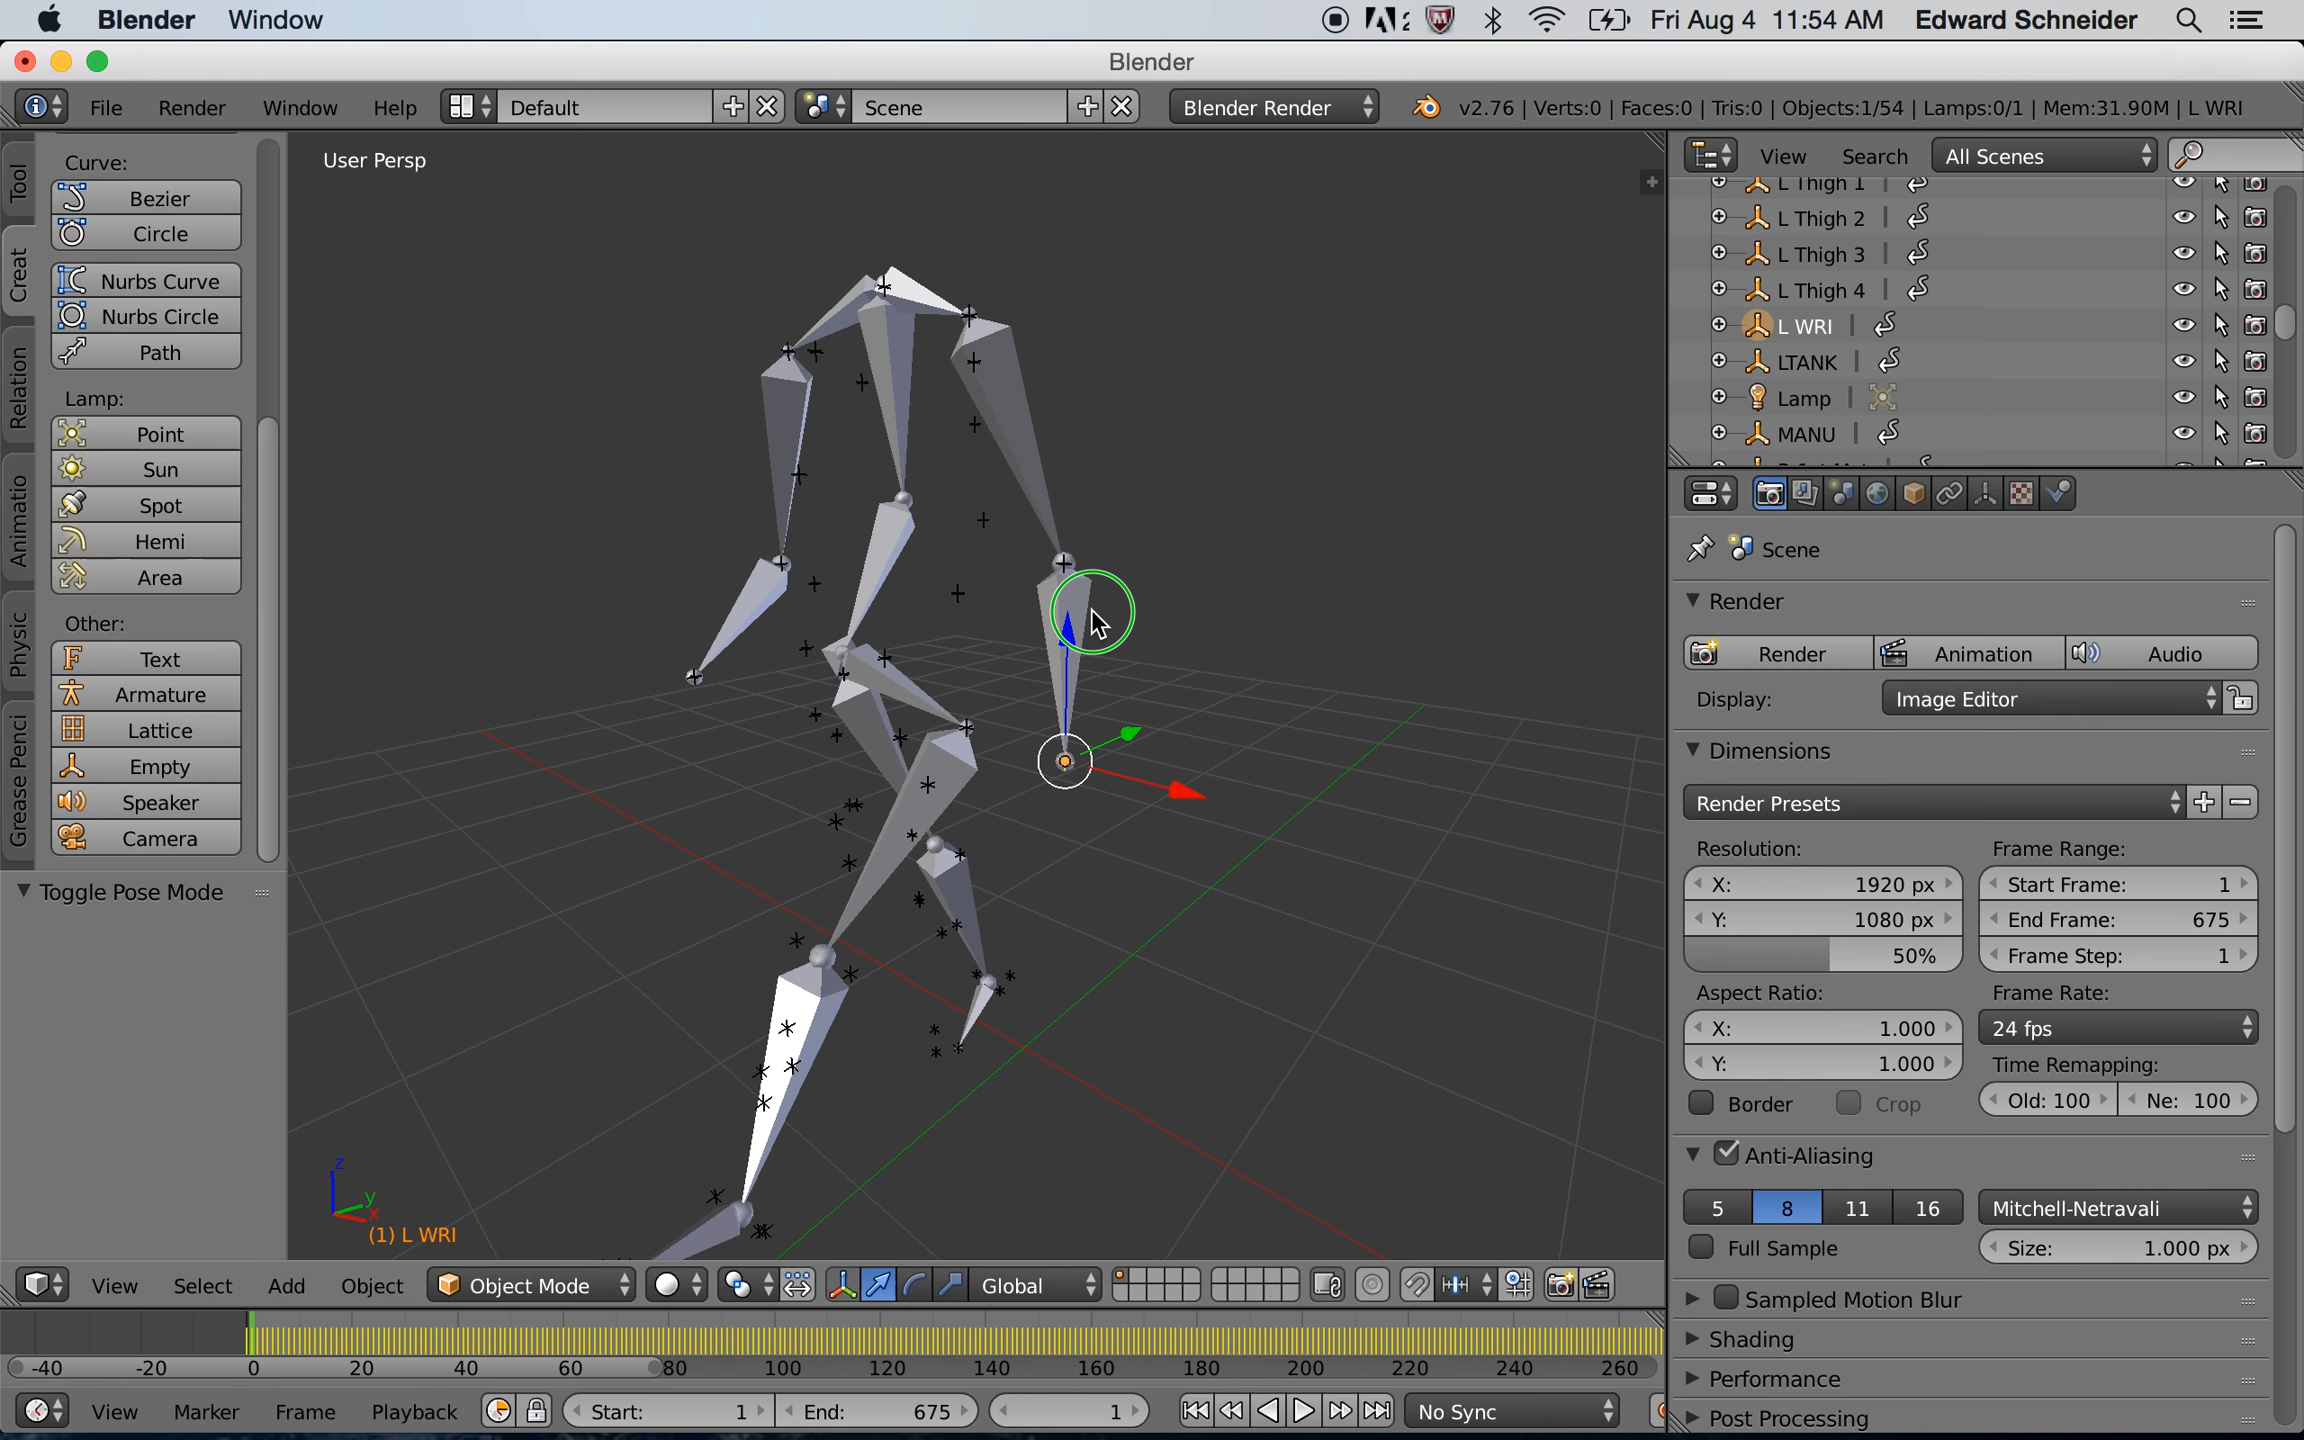 Blender Window Fri Aug 4 11:54 AM Edward Schneider
Blender
File Render Window Help Default Scene Blender Render v2.76 | Verts:0 | Faces:0 | Tris:0 | Objects:1/54 | Lamps:0/1 | Mem:31.90M | L WRI
Tool
Creat
Relation
Animatio
Physic
Grease Penci
Curve:
Bezier
Circle
Nurbs Curve
Nurbs Circle
Path
Lamp:
Point
Sun
Spot
Hemi
Area
Other:
Text
Armature
Lattice
Empty
Speaker
Camera
Toggle Pose Mode
User Persp
z
y
x
(1) L WRI
View Search All Scenes
L Thigh 1
L Thigh 2
L Thigh 3
L Thigh 4
L WRI
LTANK
Lamp
MANU
Scene
Render
Render Animation Audio
Display: Image Editor
Dimensions
Render Presets
Resolution: Frame Range:
X: 1920 px Start Frame: 1
Y: 1080 px End Frame: 675
50% Frame Step: 1
Aspect Ratio: Frame Rate:
X: 1.000 24 fps
Y: 1.000 Time Remapping:
Border Crop Old: 100 Ne: 100
Anti-Aliasing
5 8 11 16 Mitchell-Netravali
Full Sample Size: 1.000 px
Sampled Motion Blur
Shading
Performance
Post Processing
View Select Add Object Object Mode Global
-40 -20 0 20 40 60 80 100 120 140 160 180 200 220 240 260
View Marker Frame Playback Start: 1 End: 675 1 No Sync